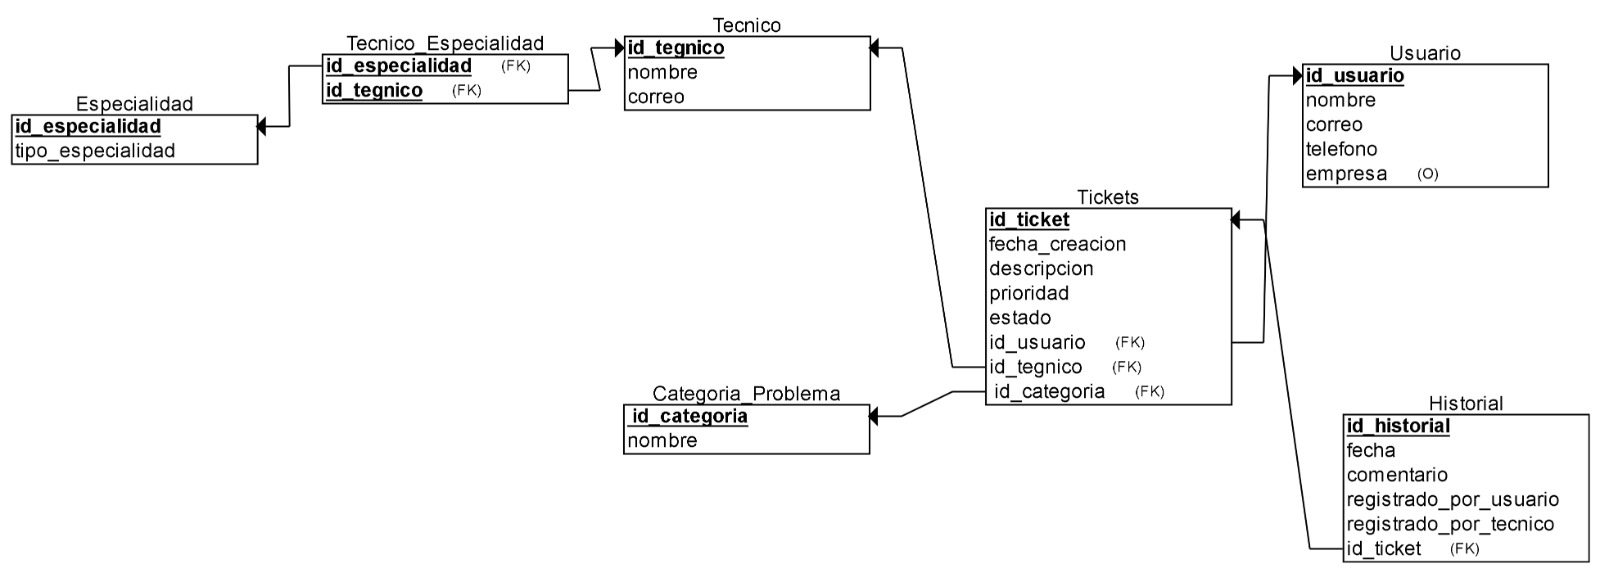 Especialidad
id_especialidad
tipo_especialidad
Tecnico_Especialidad
id_especialidad (FK)
id_tegnico (FK)
Tecnico
id_tegnico
nombre
correo
Usuario
id_usuario
nombre
correo
telefono
empresa (O)
Tickets
id_ticket
fecha_creacion
descripcion
prioridad
estado
id_usuario (FK)
id_tegnico (FK)
id_categoria (FK)
Categoria_Problema
id_categoria
nombre
Historial
id_historial
fecha
comentario
registrado_por_usuario
registrado_por_tecnico
id_ticket (FK)